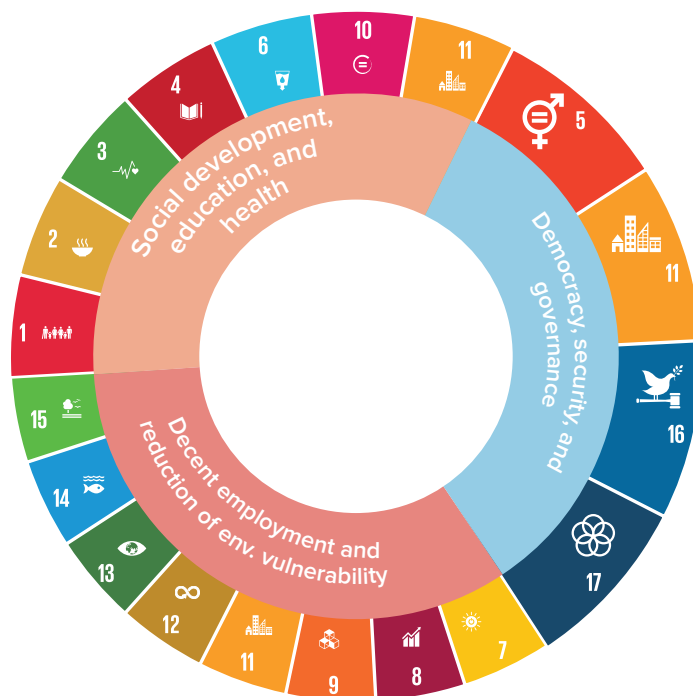 10
11
5
11
16
17
7
8
9
11
12
13
14
15
1
2
3
4
6
Social development,
education, and
health
Democracy, security, and
governance
Decent employment and
reduction of env. vulnerability